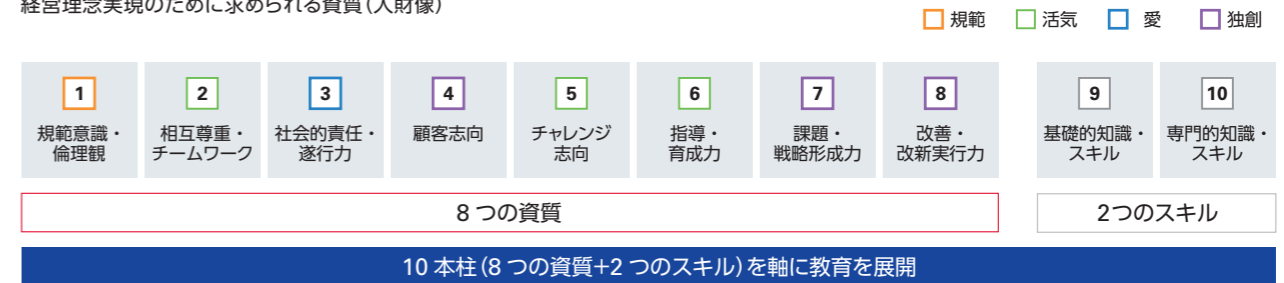 経営理念実現のために求められる資質(人財像)
規範 活気 愛 独創
1 2 3 4 5 6 7 8 9 10
規範意識・
倫理観
相互尊重・
チームワーク
社会的責任・
遂行力
顧客志向
チャレンジ
志向
指導・
育成力
課題・
戦略形成力
改善・
改新実行力
基礎的知識・
スキル
専門的知識・
スキル
8つの資質
2つのスキル
10本柱(8つの資質+2つのスキル)を軸に教育を展開